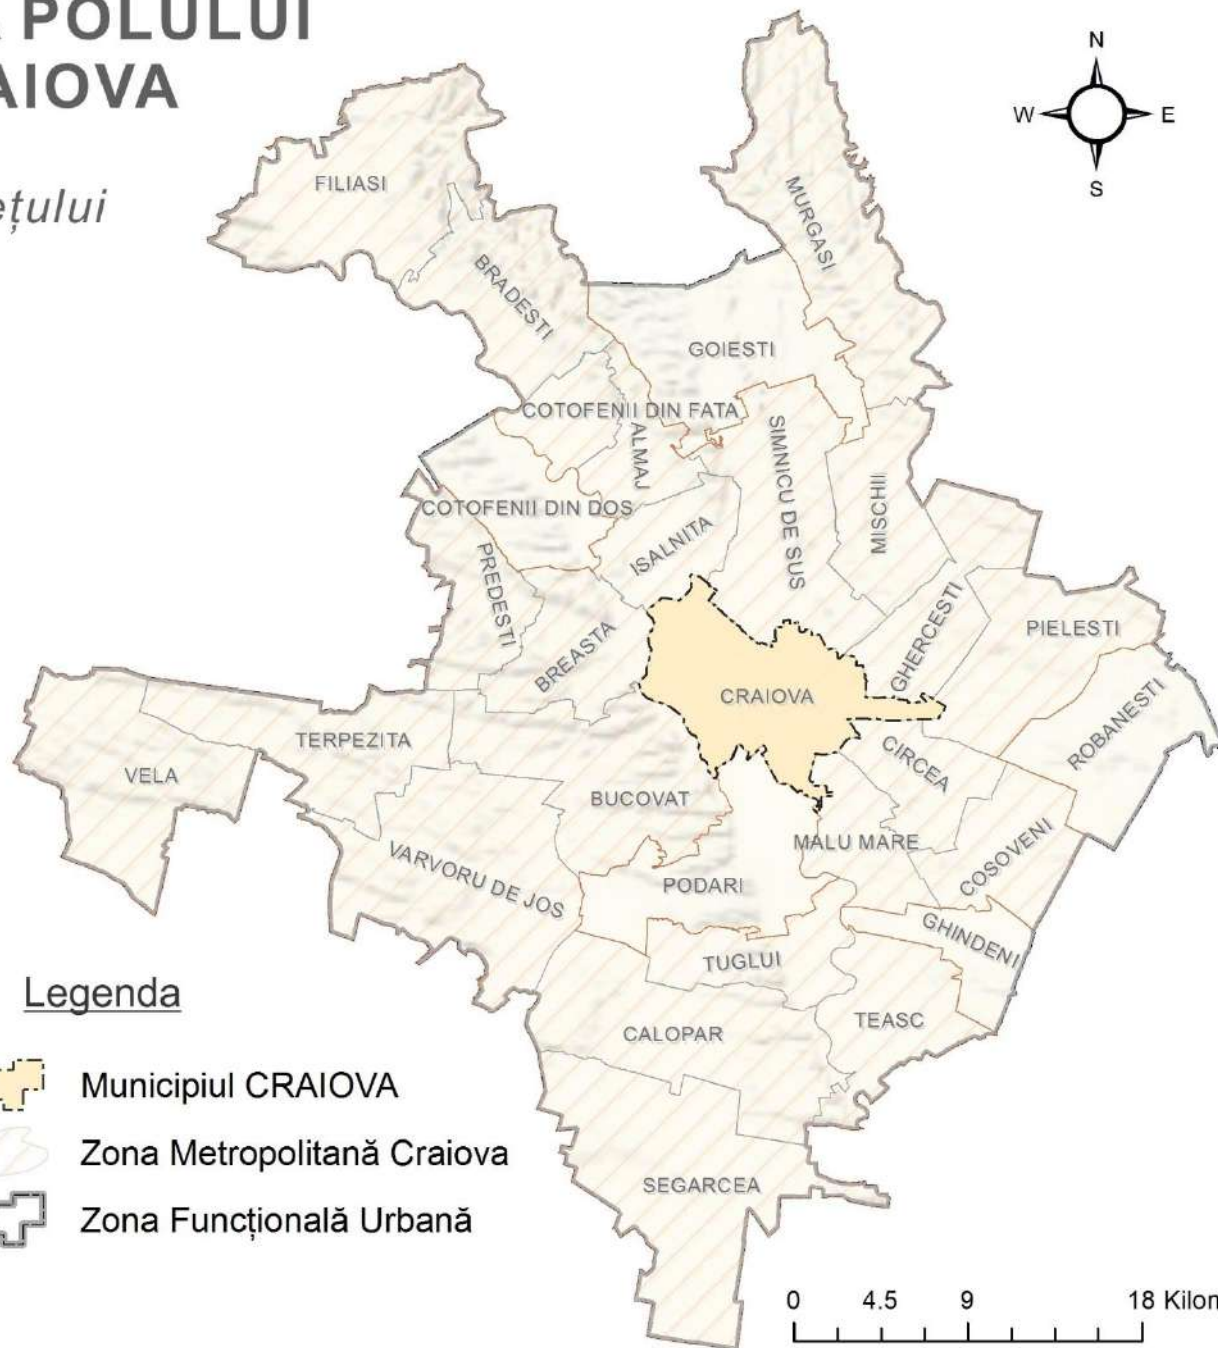 POLULUI
AIOVA
ețului
N
W
E
S
FILIASI
MURGASI
BRADESTI
GOIESTI
COTOFENII DIN FATA
ALMAJ
SIMNICU DE SUS
MISCHII
COTOFENII DIN DOS
ISALNITA
PREDESTI
BREASTA
GHERCESTI
PIELESTI
ROBANESTI
CRAIOVA
TERPEZITA
VELA
CIRCEA
BUCOVAT
MALU MARE
COSOVENI
VARVORU DE JOS
PODARI
GHINDENI
TUGLUI
TEASC
CALOPAR
SEGARCEA
Legenda
Municipiul CRAIOVA
Zona Metropolitană Craiova
Zona Funcțională Urbană
0 4.5 9 18 Kilom